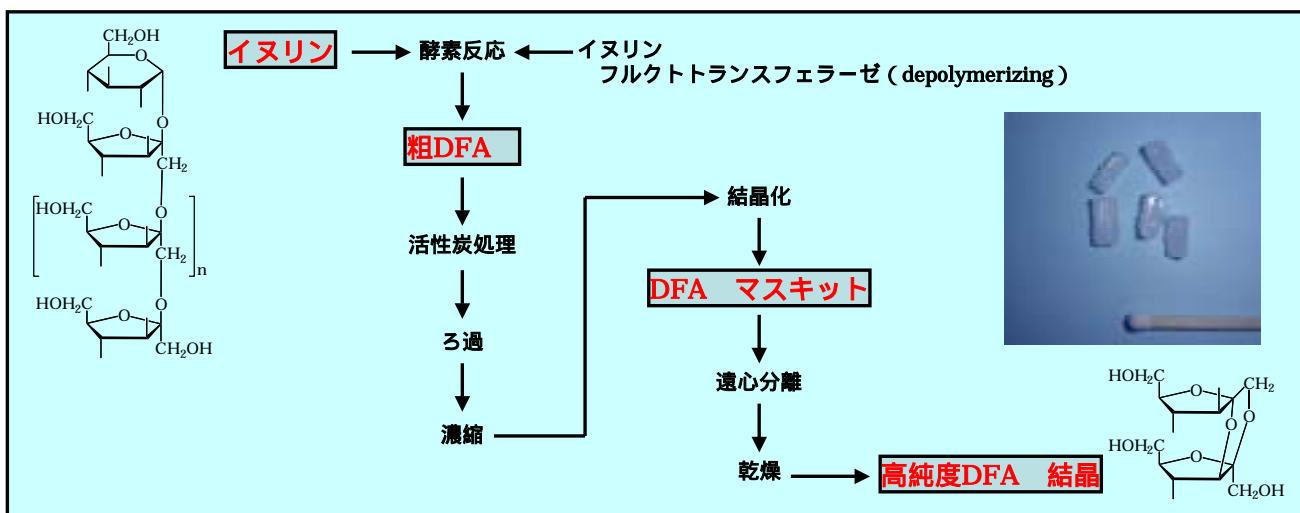 CH₂OH
O
O
HOH₂C
O
CH₂
O
HOH₂C
O
CH₂
n
O
HOH₂C
O
CH₂OH
イヌリン
酵素反応
イヌリン
フルクトトランスフェラーゼ(depolymerizing)
粗DFA
活性炭処理
ろ過
濃縮
結晶化
DFA マスキット
遠心分離
乾燥
高純度DFA 結晶
HOH₂C
O
CH₂
O
O
HOH₂C
O
CH₂OH